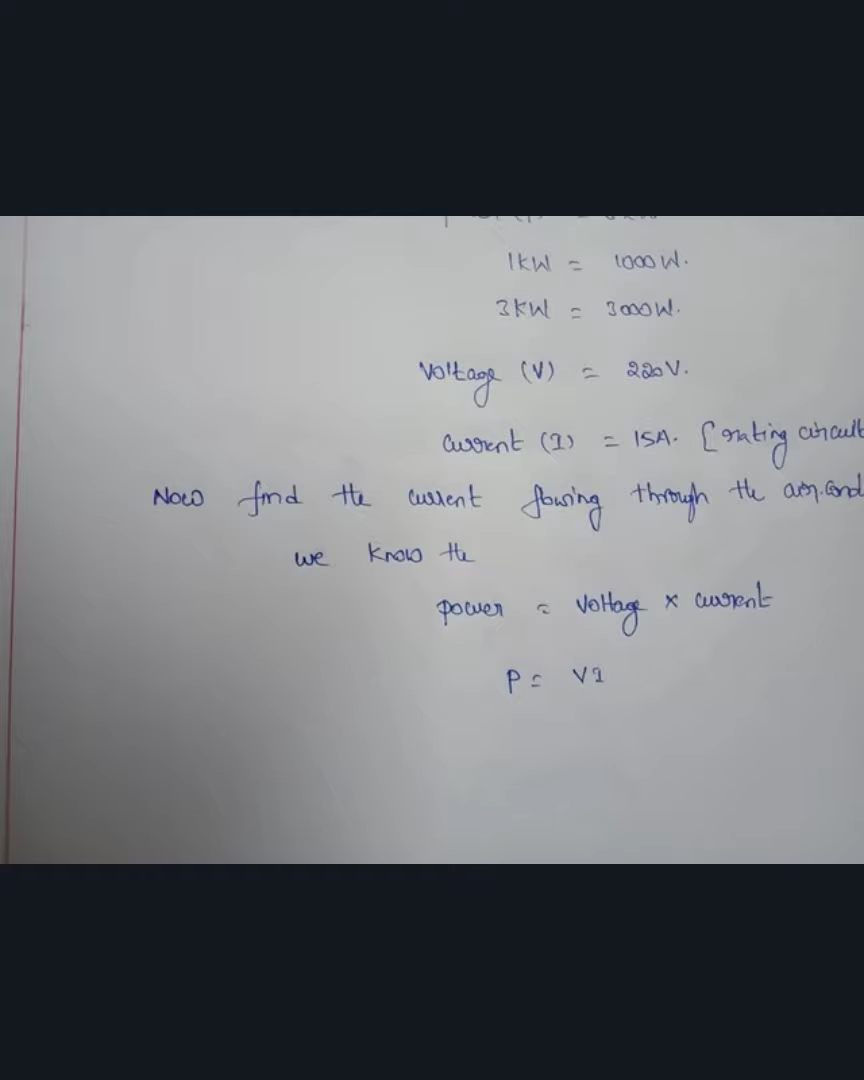 1KW = 1000W.
3KW = 3000W.
Voltage (V) = 220V.
current (I) = 15A. [rating circuit
Now find the current flowing through the
we know the
power = voltage × current
P = VI